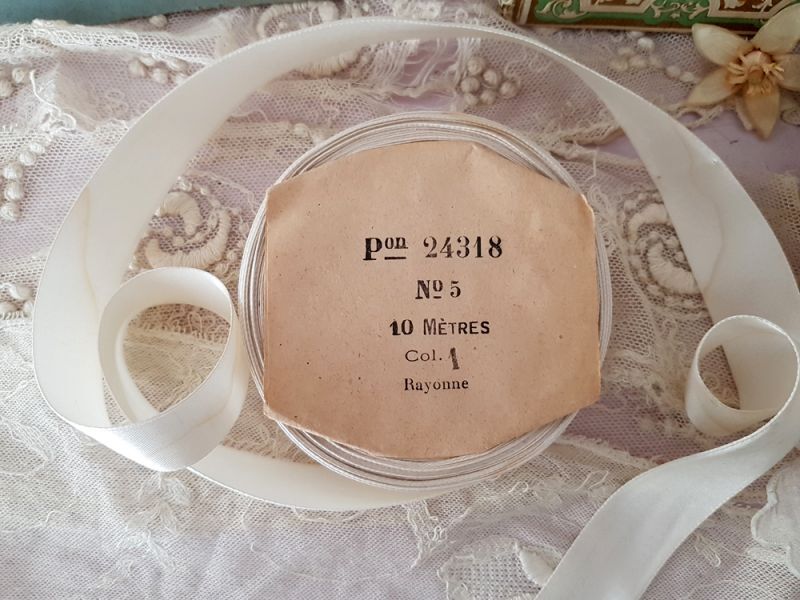 Pon 24318
No 5
10 MÈTRES
Col. 1
Rayonne